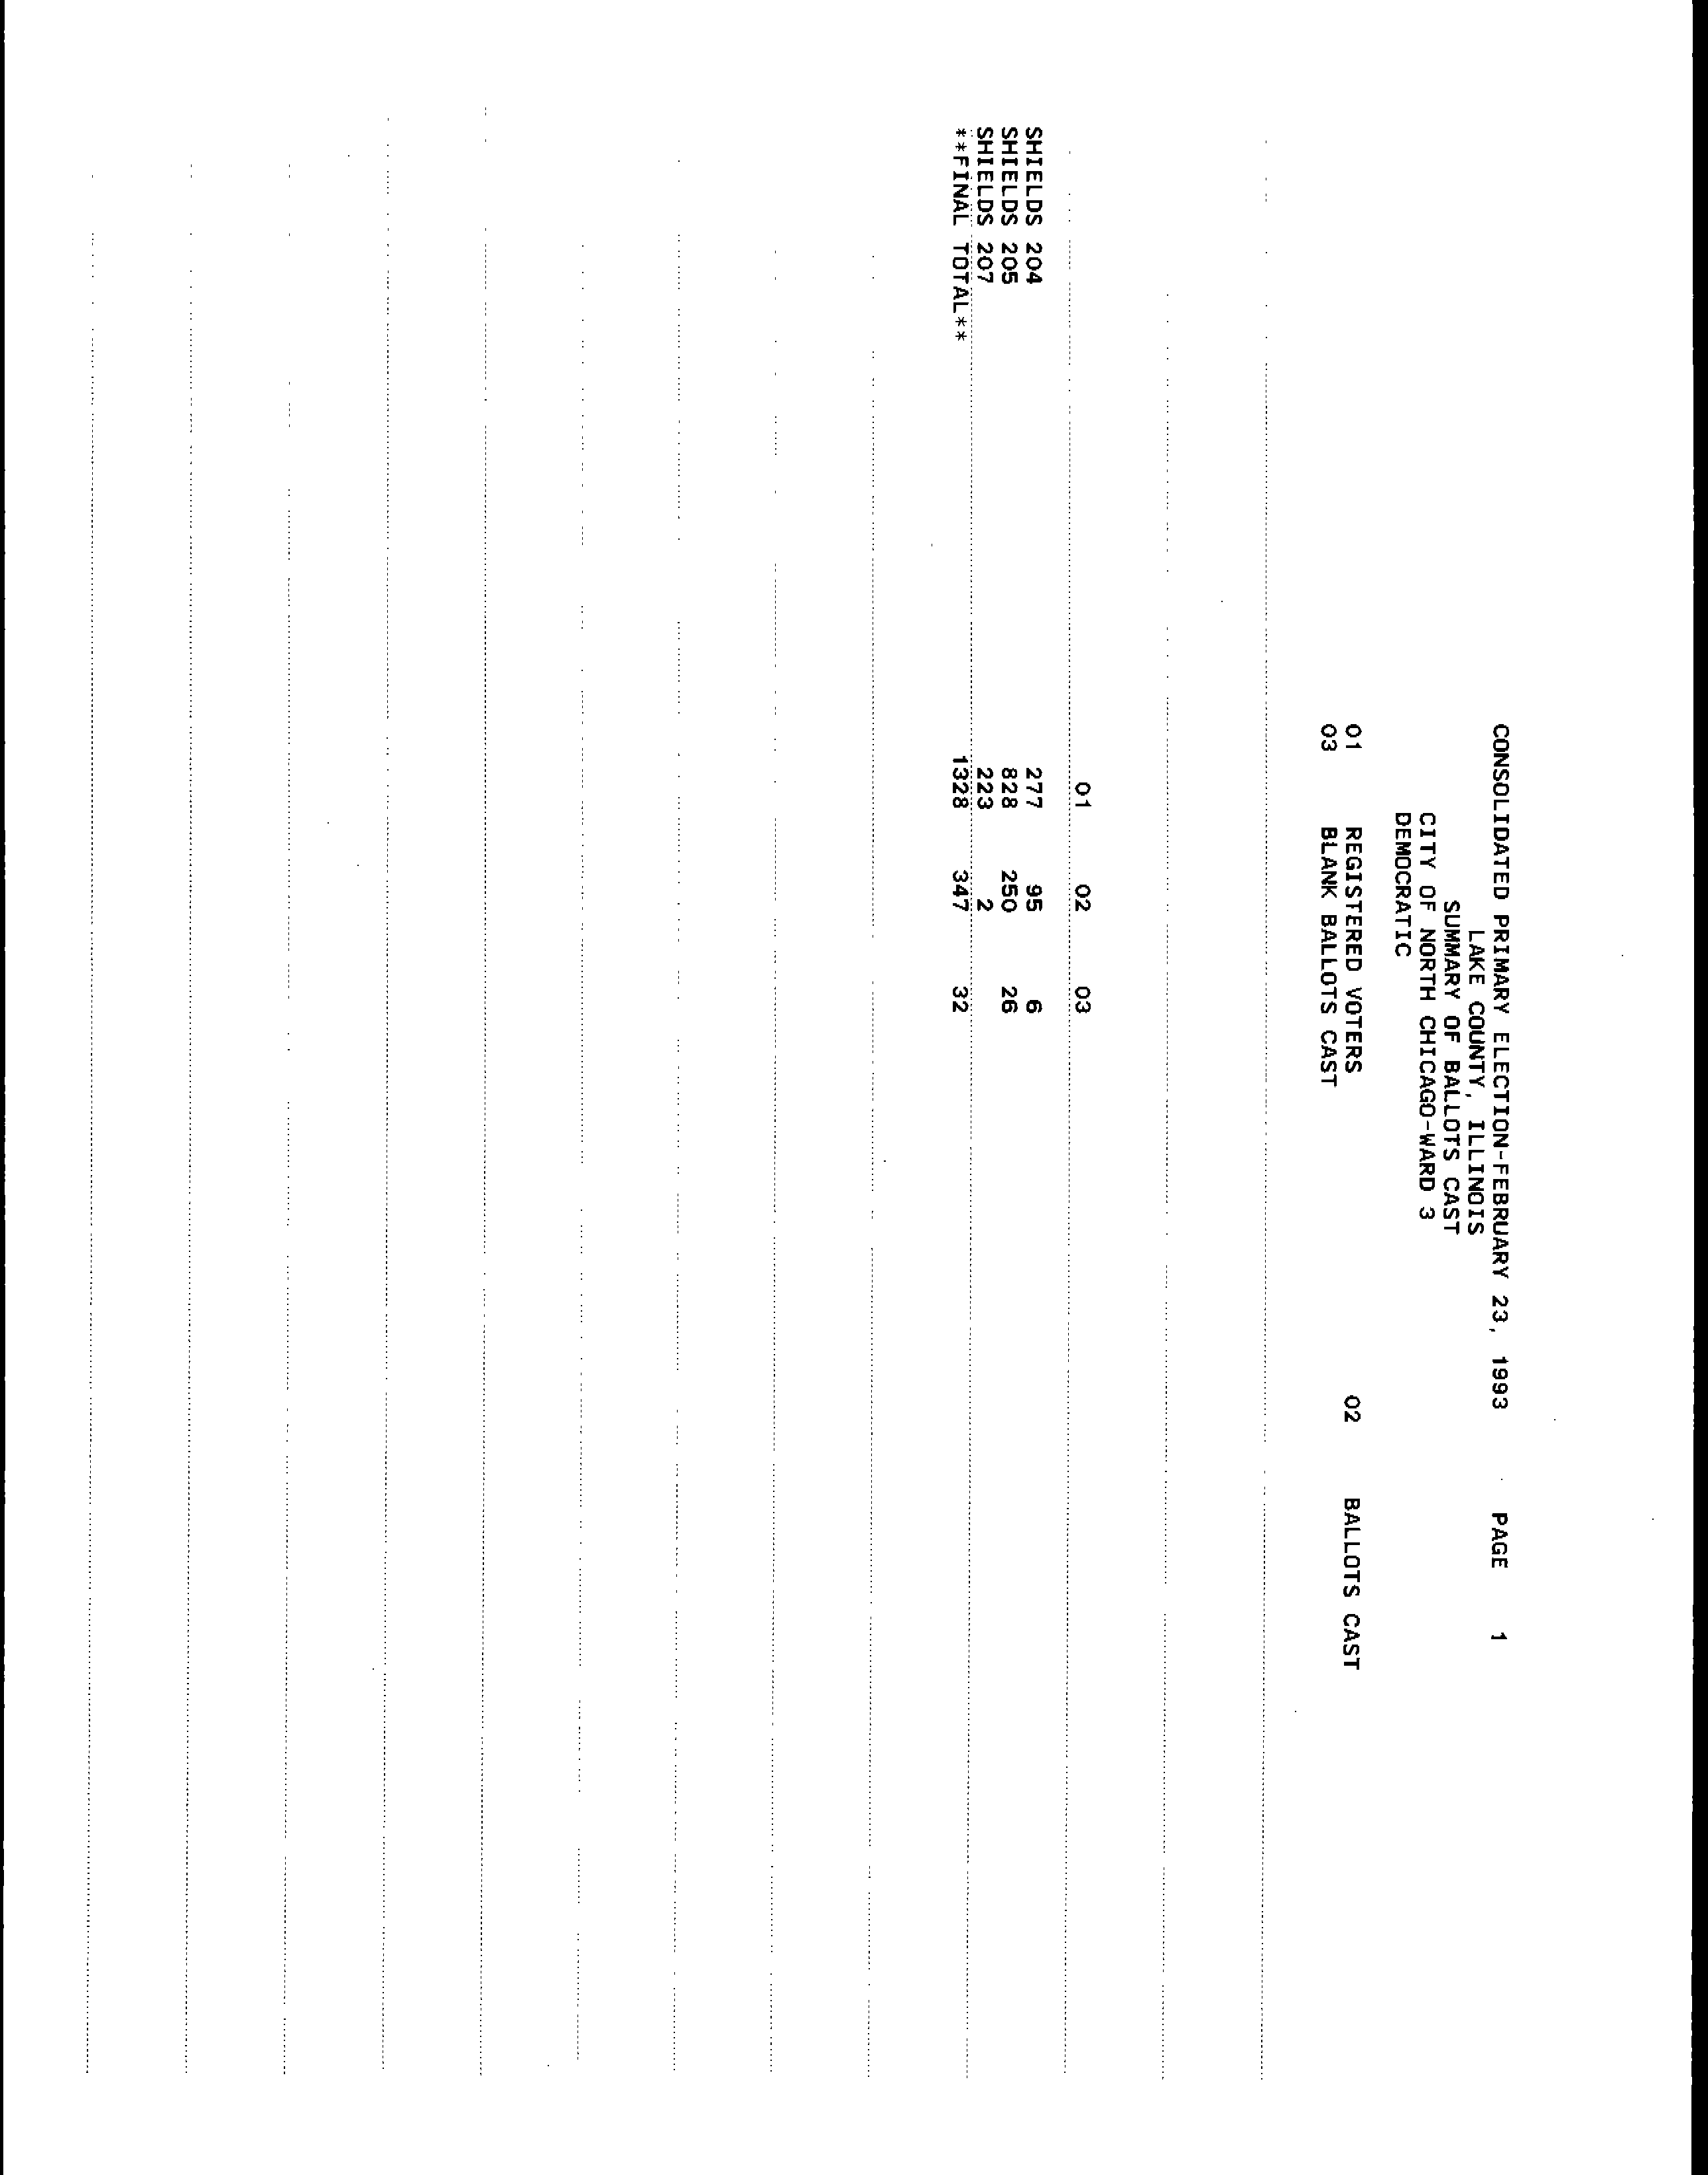 CONSOLIDATED PRIMARY ELECTION-FEBRUARY 23, 1993 PAGE 1
LAKE COUNTY, ILLINOIS
SUMMARY OF BALLOTS CAST
CITY OF NORTH CHICAGO-WARD 3
DEMOCRATIC
01 REGISTERED VOTERS 02 BALLOTS CAST
03 BLANK BALLOTS CAST
01 02 03
SHIELDS 204 277 95 6
SHIELDS 205 828 250 26
SHIELDS 207 223 2
**FINAL TOTAL** 1328 347 32